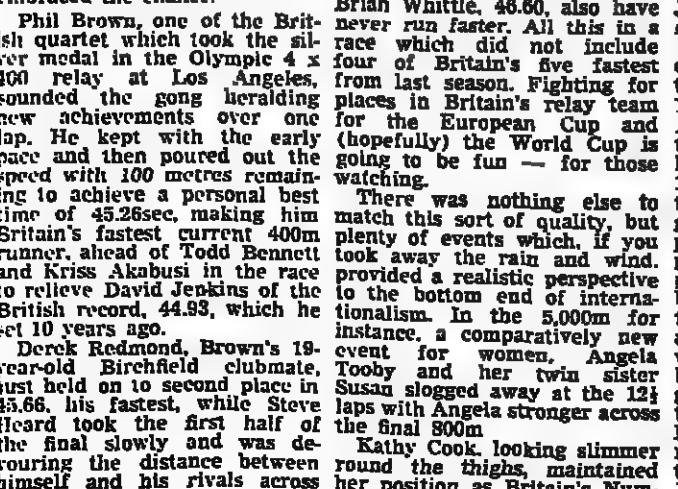 Phil Brown, one of the Brit-
ish quartet which took the sil-
ver medal in the Olympic 4 x
400 relay at Los Angeles,
sounded the gong heralding
new achievements over one
lap. He kept with the early
pace and then poured out the
speed with 100 metres remain-
ing to achieve a personal best
time of 45.26sec, making him
Britain's fastest current 400m
runner, ahead of Todd Bennett
and Kriss Akabusi in the race
to relieve David Jenkins of the
British record, 44.93, which he
set 10 years ago.
Derek Redmond, Brown's 19-
year-old Birchfield clubmate,
just held on to second place in
45.66, his fastest, while Steve
Heard took the first half of
the final slowly and was de-
vouring the distance between
himself and his rivals across
Brian Whittle, 46.60, also have
never run faster. All this in a
race which did not include
four of Britain's five fastest
from last season. Fighting for
places in Britain's relay team
for the European Cup and
(hopefully) the World Cup is
going to be fun — for those
watching.
There was nothing else to
match this sort of quality, but
plenty of events which, if you
took away the rain and wind,
provided a realistic perspective
to the bottom end of interna-
tionalism. In the 5,000m for
instance, a comparatively new
event for women, Angela
Tooby and her twin sister
Susan slogged away at the 12½
laps with Angela stronger across
the final 800m
Kathy Cook, looking slimmer
round the thighs, maintained
her position as Britain's Num-